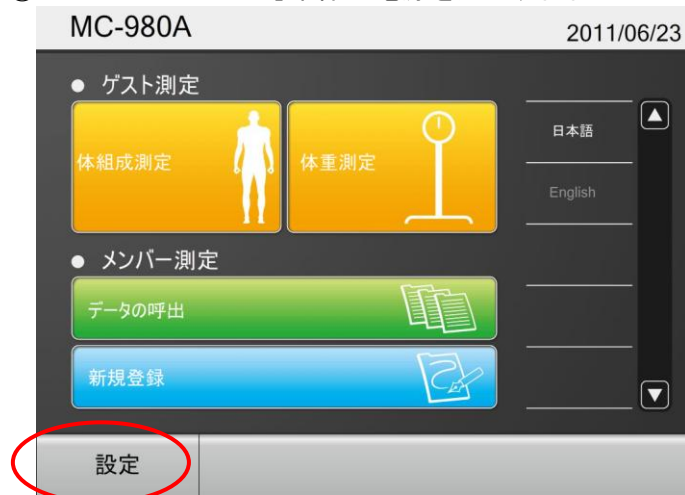 MC-980A
2011/06/23
● ゲスト測定
体組成測定
体重測定
日本語
English
● メンバー測定
データの呼出
新規登録
設定